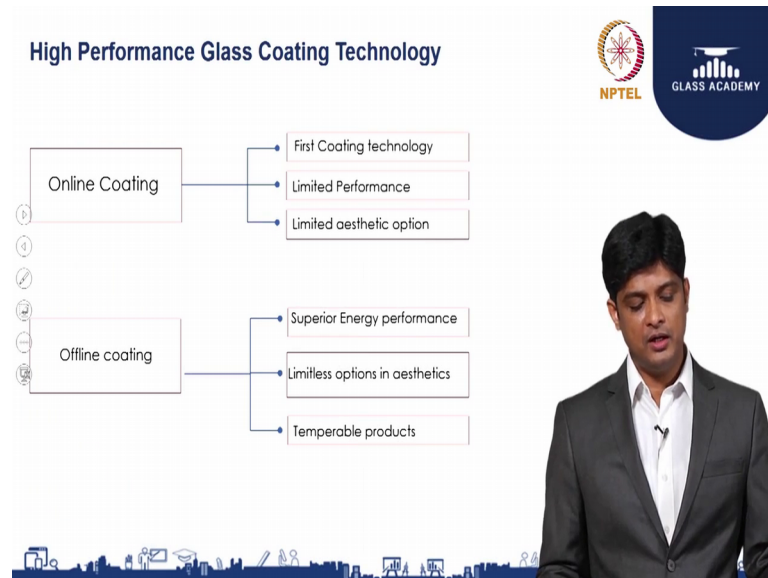 High Performance Glass Coating Technology
NPTEL
GLASS ACADEMY
Online Coating
First Coating technology
Limited Performance
Limited aesthetic option
Offline coating
Superior Energy performance
Limitless options in aesthetics
Temperable products